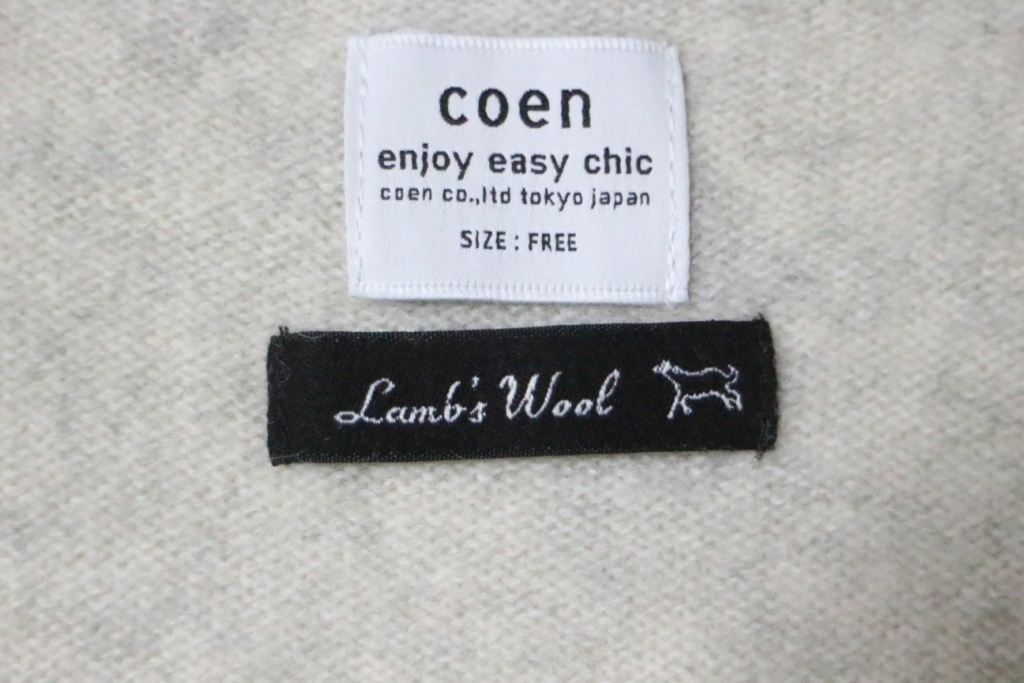 coen
enjoy easy chic
coen co.,ltd tokyo japan
SIZE : FREE
Lamb's Wool